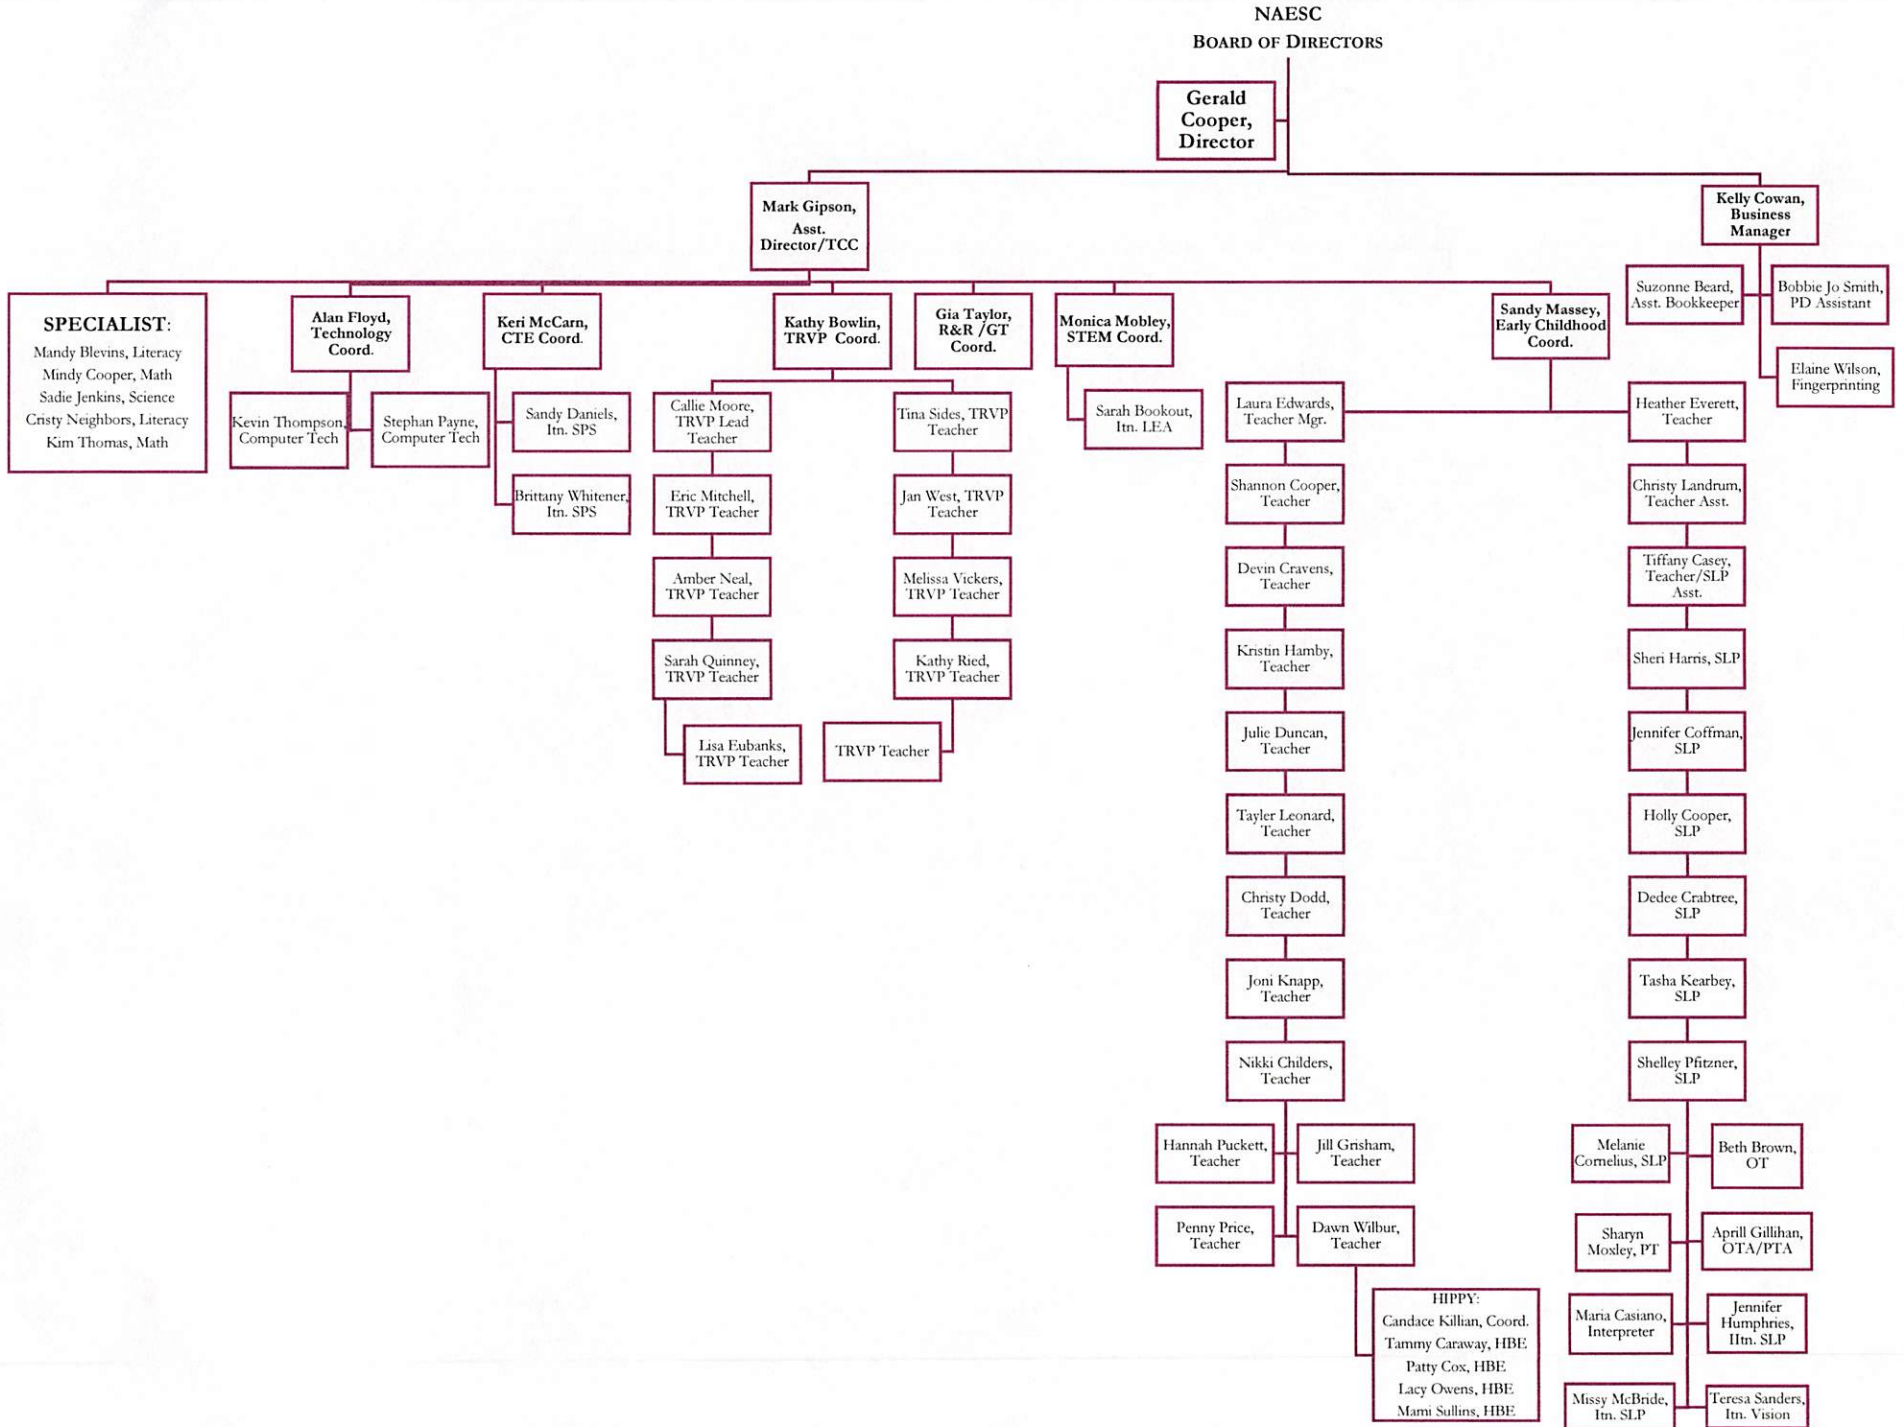 NAESC
BOARD OF DIRECTORS
Gerald
Cooper,
Director
Mark Gipson,
Asst.
Director/TCC
Kelly Cowan,
Business
Manager
Suzonne Beard,
Asst. Bookkeeper
Bobbie Jo Smith,
PD Assistant
Elaine Wilson,
Fingerprinting
SPECIALIST:
Mandy Blevins, Literacy
Mindy Cooper, Math
Sadie Jenkins, Science
Cristy Neighbors, Literacy
Kim Thomas, Math
Alan Floyd,
Technology
Coord.
Kevin Thompson,
Computer Tech
Stephan Payne,
Computer Tech
Keri McCarn,
CTE Coord.
Sandy Daniels,
Itn. SPS
Brittany Whitener,
Itn. SPS
Kathy Bowlin,
TRVP Coord.
Callie Moore,
TRVP Lead
Teacher
Eric Mitchell,
TRVP Teacher
Amber Neal,
TRVP Teacher
Sarah Quinney,
TRVP Teacher
Lisa Eubanks,
TRVP Teacher
Tina Sides, TRVP
Teacher
Jan West, TRVP
Teacher
Melissa Vickers,
TRVP Teacher
Kathy Ried,
TRVP Teacher
TRVP Teacher
Gia Taylor,
R&R /GT
Coord.
Monica Mobley,
STEM Coord.
Sarah Bookout,
Itn. LEA
Sandy Massey,
Early Childhood
Coord.
Laura Edwards,
Teacher Mgr.
Shannon Cooper,
Teacher
Devin Cravens,
Teacher
Kristin Hamby,
Teacher
Julie Duncan,
Teacher
Tayler Leonard,
Teacher
Christy Dodd,
Teacher
Joni Knapp,
Teacher
Nikki Childers,
Teacher
Hannah Puckett,
Teacher
Jill Grisham,
Teacher
Penny Price,
Teacher
Dawn Wilbur,
Teacher
HIPPY:
Candace Killian, Coord.
Tammy Caraway, HBE
Patty Cox, HBE
Lacy Owens, HBE
Mami Sullins, HBE
Heather Everett,
Teacher
Christy Landrum,
Teacher Asst.
Tiffany Casey,
Teacher/SLP
Asst.
Sheri Harris, SLP
Jennifer Coffman,
SLP
Holly Cooper,
SLP
Dedee Crabtree,
SLP
Tasha Kearbey,
SLP
Shelley Pfitzner,
SLP
Melanie
Cornelius, SLP
Beth Brown,
OT
Sharyn
Moxley, PT
Aprill Gillihan,
OTA/PTA
Maria Casiano,
Interpreter
Jennifer
Humphries,
IItn. SLP
Missy McBride,
Itn. SLP
Teresa Sanders,
Itn. Vision